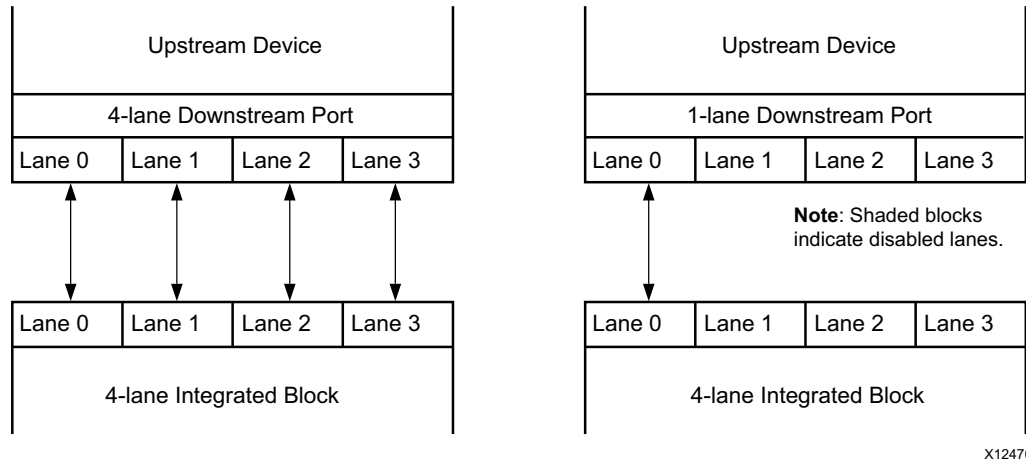 Upstream Device
4-lane Downstream Port
Lane 0 Lane 1 Lane 2 Lane 3
Lane 0 Lane 1 Lane 2 Lane 3
4-lane Integrated Block
Upstream Device
1-lane Downstream Port
Lane 0 Lane 1 Lane 2 Lane 3
Note: Shaded blocks
indicate disabled lanes.
Lane 0 Lane 1 Lane 2 Lane 3
4-lane Integrated Block